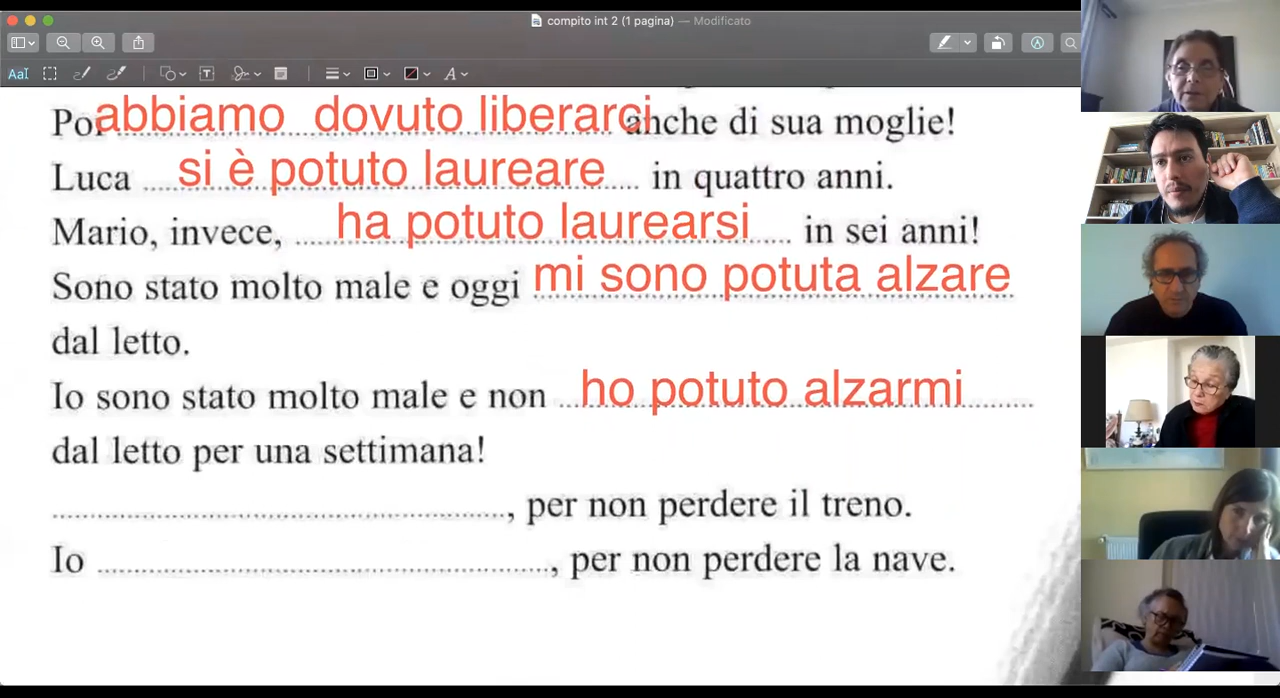 compito int 2 (1 pagina) — Modificato
AaI T A
Poi abbiamo dovuto liberarci anche di sua moglie!
Luca si è potuto laureare in quattro anni.
Mario, invece, ha potuto laurearsi in sei anni!
Sono stato molto male e oggi mi sono potuta alzare
dal letto.
Io sono stato molto male e non ho potuto alzarmi
dal letto per una settimana!
........................................, per non perdere il treno.
Io ........................................, per non perdere la nave.